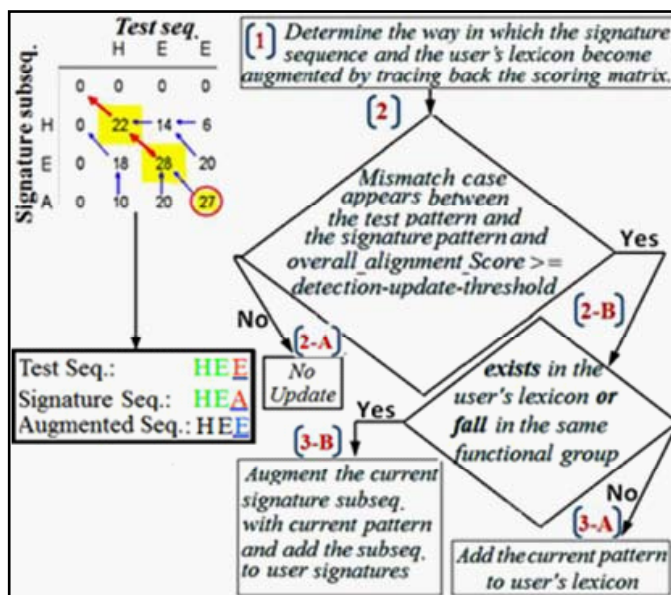 Test seq.
H E E
Signature subseq.
0 0 0 0
H 0 22 14 6
E 0 18 28 20
A 0 10 20 27
Test Seq.: HEE
Signature Seq.: HEA
Augmented Seq.: HEE
(1) Determine the way in which the signature
sequence and the user's lexicon become
augmented by tracing back the scoring matrix.
(2)
Mismatch case
appears between
the test pattern and
the signature pattern and
overall_alignment_Score >=
detection-update-threshold
Yes
No
(2-A)
No
Update
(2-B)
exists in the
user's lexicon or
fall in the same
functional group
Yes
(3-B)
Augment the current
signature subseq.
with current pattern
and add the subseq.
to user signatures
No
(3-A)
Add the current pattern
to user's lexicon